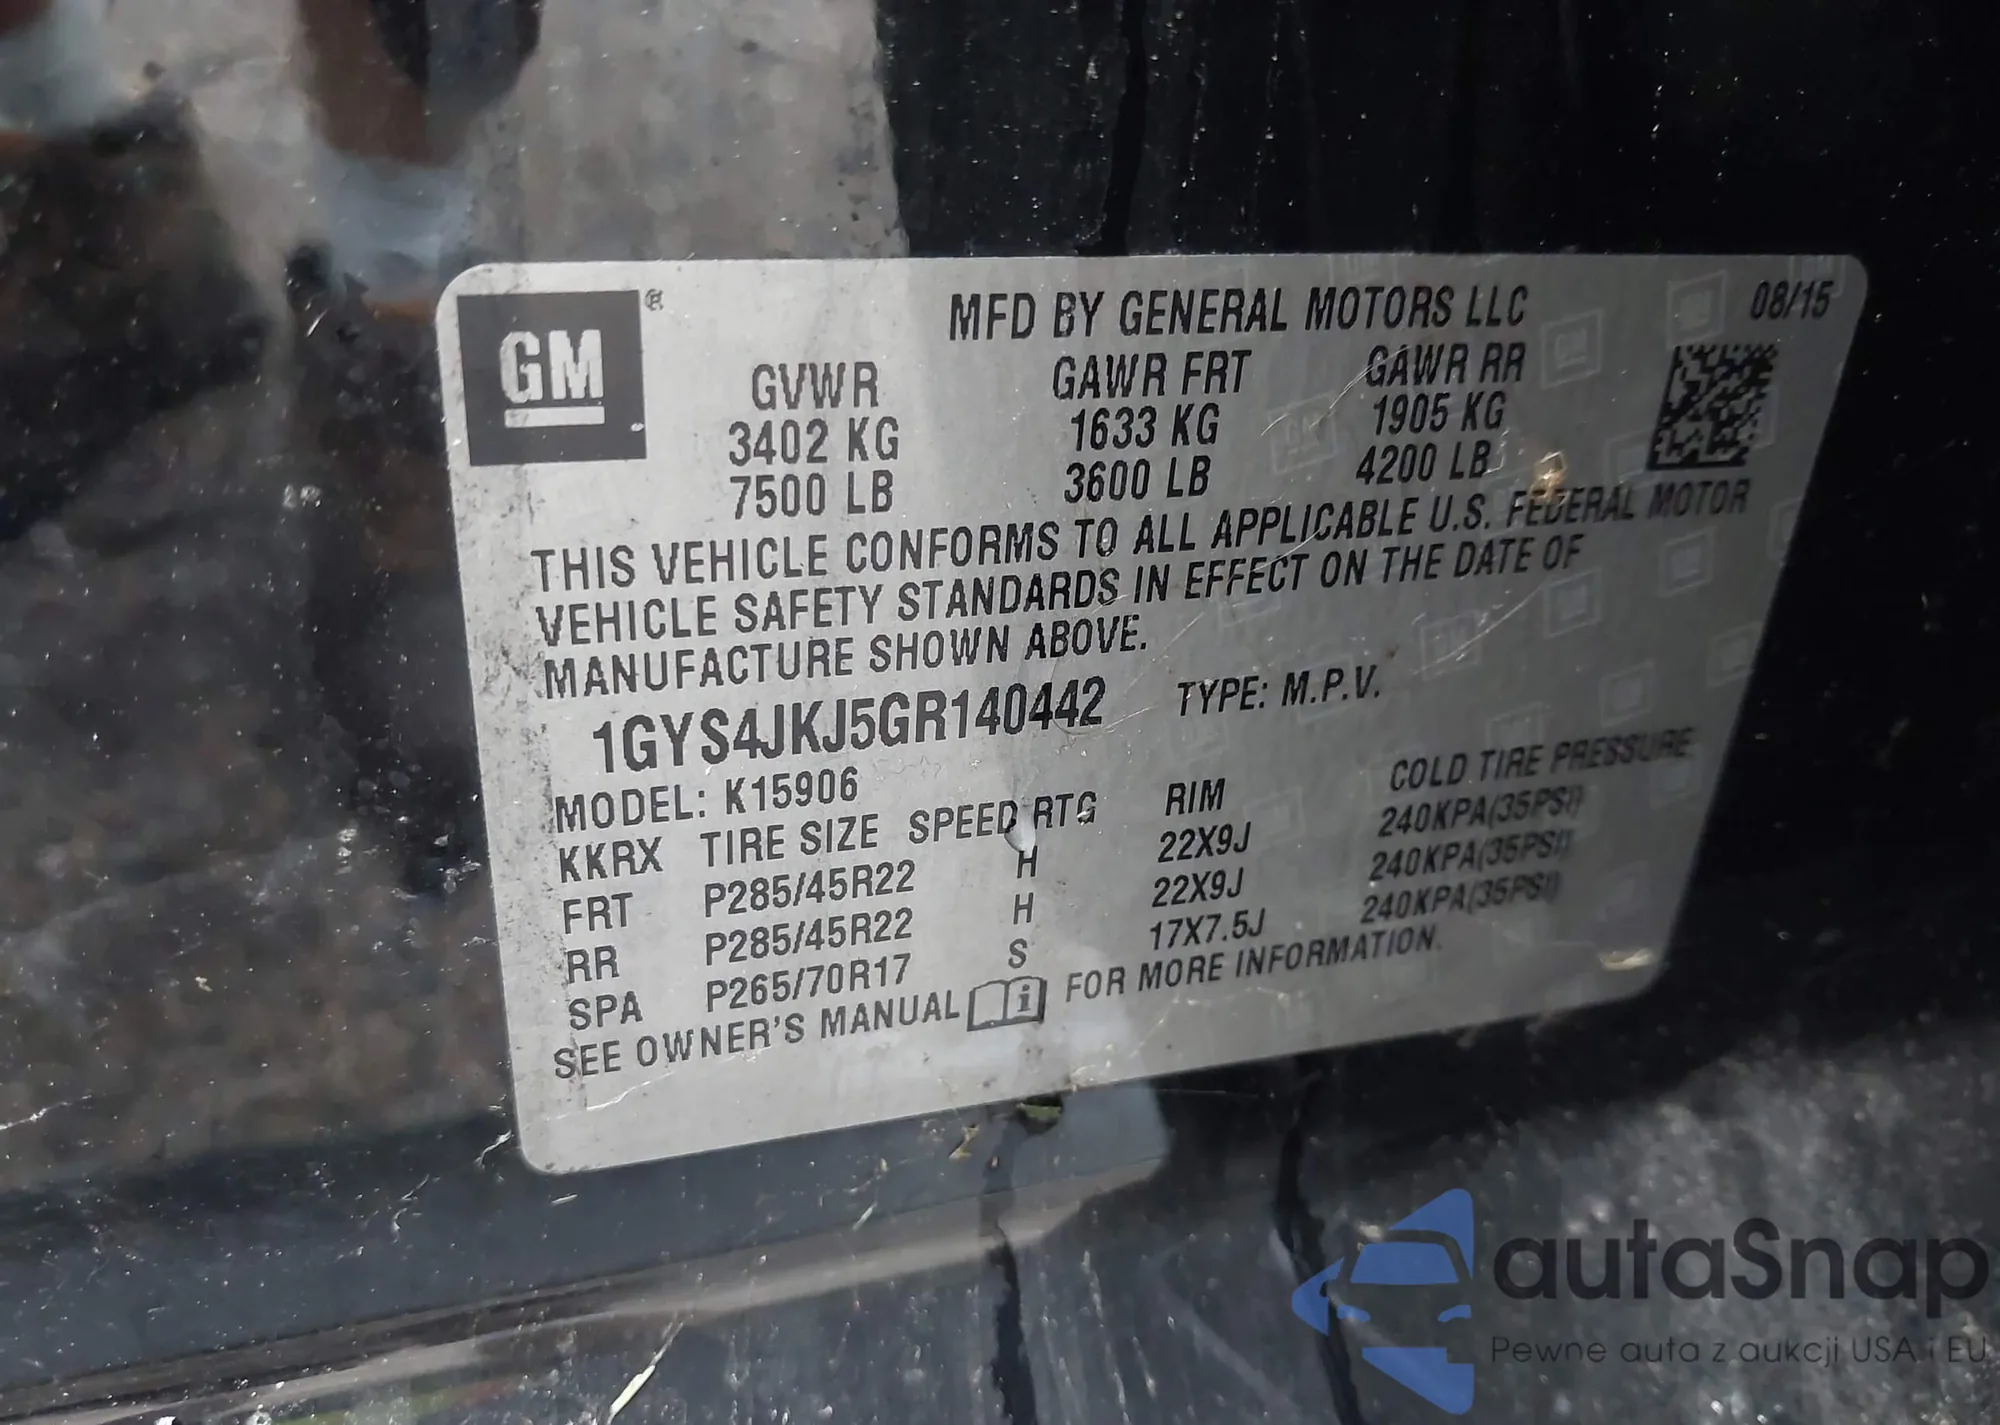 GM ®
MFD BY GENERAL MOTORS LLC 08/15
GVWR GAWR FRT GAWR RR
3402 KG 1633 KG 1905 KG
7500 LB 3600 LB 4200 LB
THIS VEHICLE CONFORMS TO ALL APPLICABLE U.S. FEDERAL MOTOR
VEHICLE SAFETY STANDARDS IN EFFECT ON THE DATE OF
MANUFACTURE SHOWN ABOVE.
1GYS4JKJ5GR140442 TYPE: M.P.V.
MODEL: K15906
KKRX TIRE SIZE SPEED RTG RIM COLD TIRE PRESSURE
FRT P285/45R22 H 22X9J 240KPA(35PSI)
RR P285/45R22 H 22X9J 240KPA(35PSI)
SPA P265/70R17 S 17X7.5J 240KPA(35PSI)
SEE OWNER'S MANUAL i FOR MORE INFORMATION.
autaSnap
Pewne auta z aukcji USA i EU